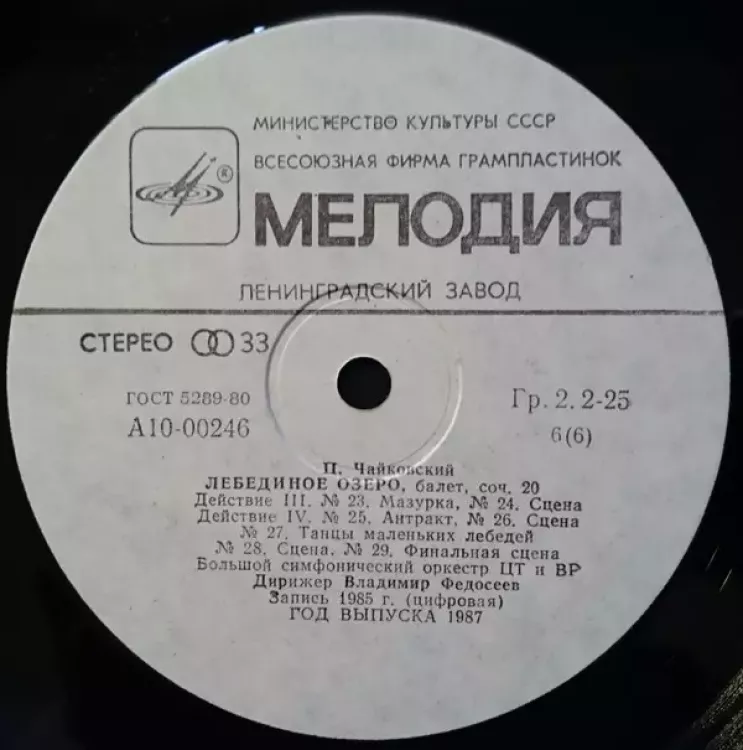 МИНИСТЕРСТВО КУЛЬТУРЫ СССР
ВСЕСОЮЗНАЯ ФИРМА ГРАМПЛАСТИНОК
®
МЕЛОДИЯ
ЛЕНИНГРАДСКИЙ ЗАВОД
СТЕРЕО 33
ГОСТ 5289-80
Гр. 2. 2-25
А10-00246
6(6)
П. Чайковский
ЛЕБЕДИНОЕ ОЗЕРО, балет, соч. 20
Действие III. № 23. Мазурка, № 24. Сцена
Действие IV. № 25. Антракт, № 26. Сцена
№ 27. Танцы маленьких лебедей
№ 28. Сцена, № 29. Финальная сцена
Большой симфонический оркестр ЦТ и ВР
Дирижер Владимир Федосеев
Запись 1985 г. (цифровая)
ГОД ВЫПУСКА 1987